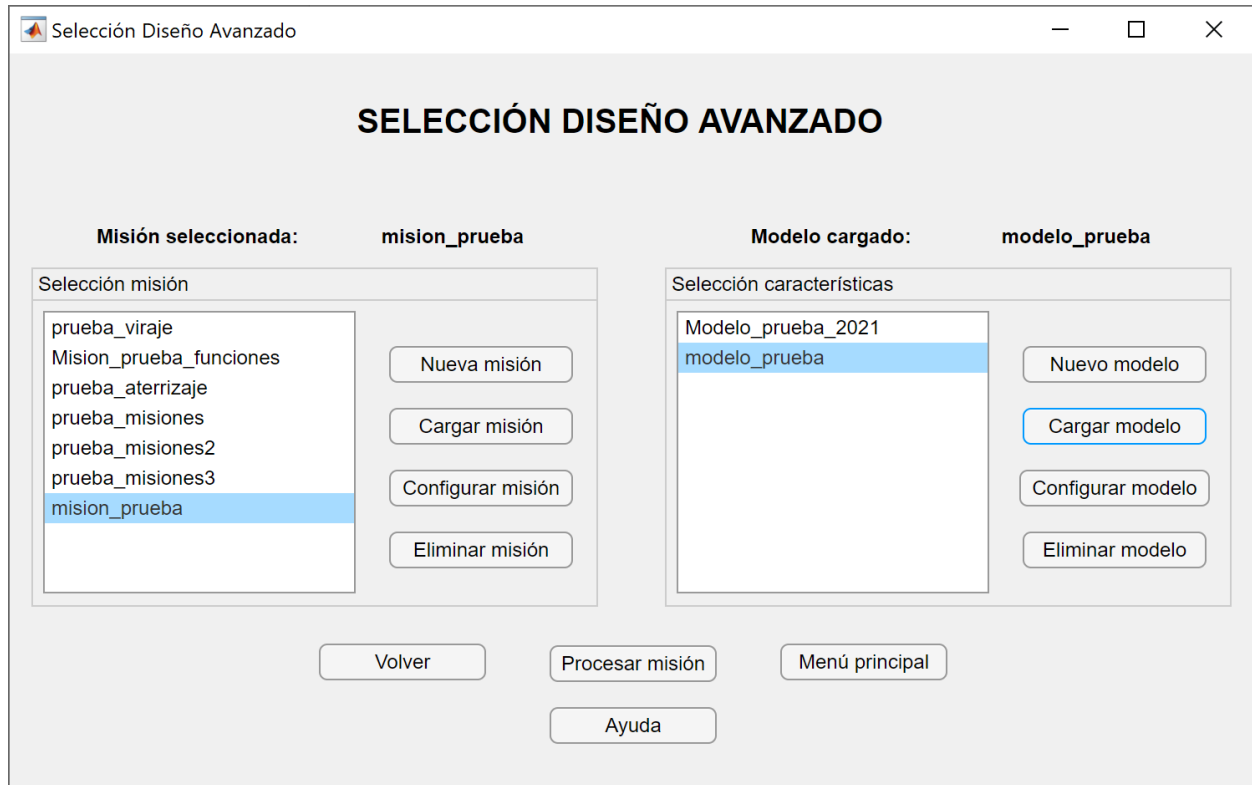 Selección Diseño Avanzado
SELECCIÓN DISEÑO AVANZADO
Misión seleccionada: mision_prueba
Selección misión
prueba_viraje
Mision_prueba_funciones
prueba_aterrizaje
prueba_misiones
prueba_misiones2
prueba_misiones3
mision_prueba
Nueva misión
Cargar misión
Configurar misión
Eliminar misión
Modelo cargado: modelo_prueba
Selección características
Modelo_prueba_2021
modelo_prueba
Nuevo modelo
Cargar modelo
Configurar modelo
Eliminar modelo
Volver
Procesar misión
Menú principal
Ayuda